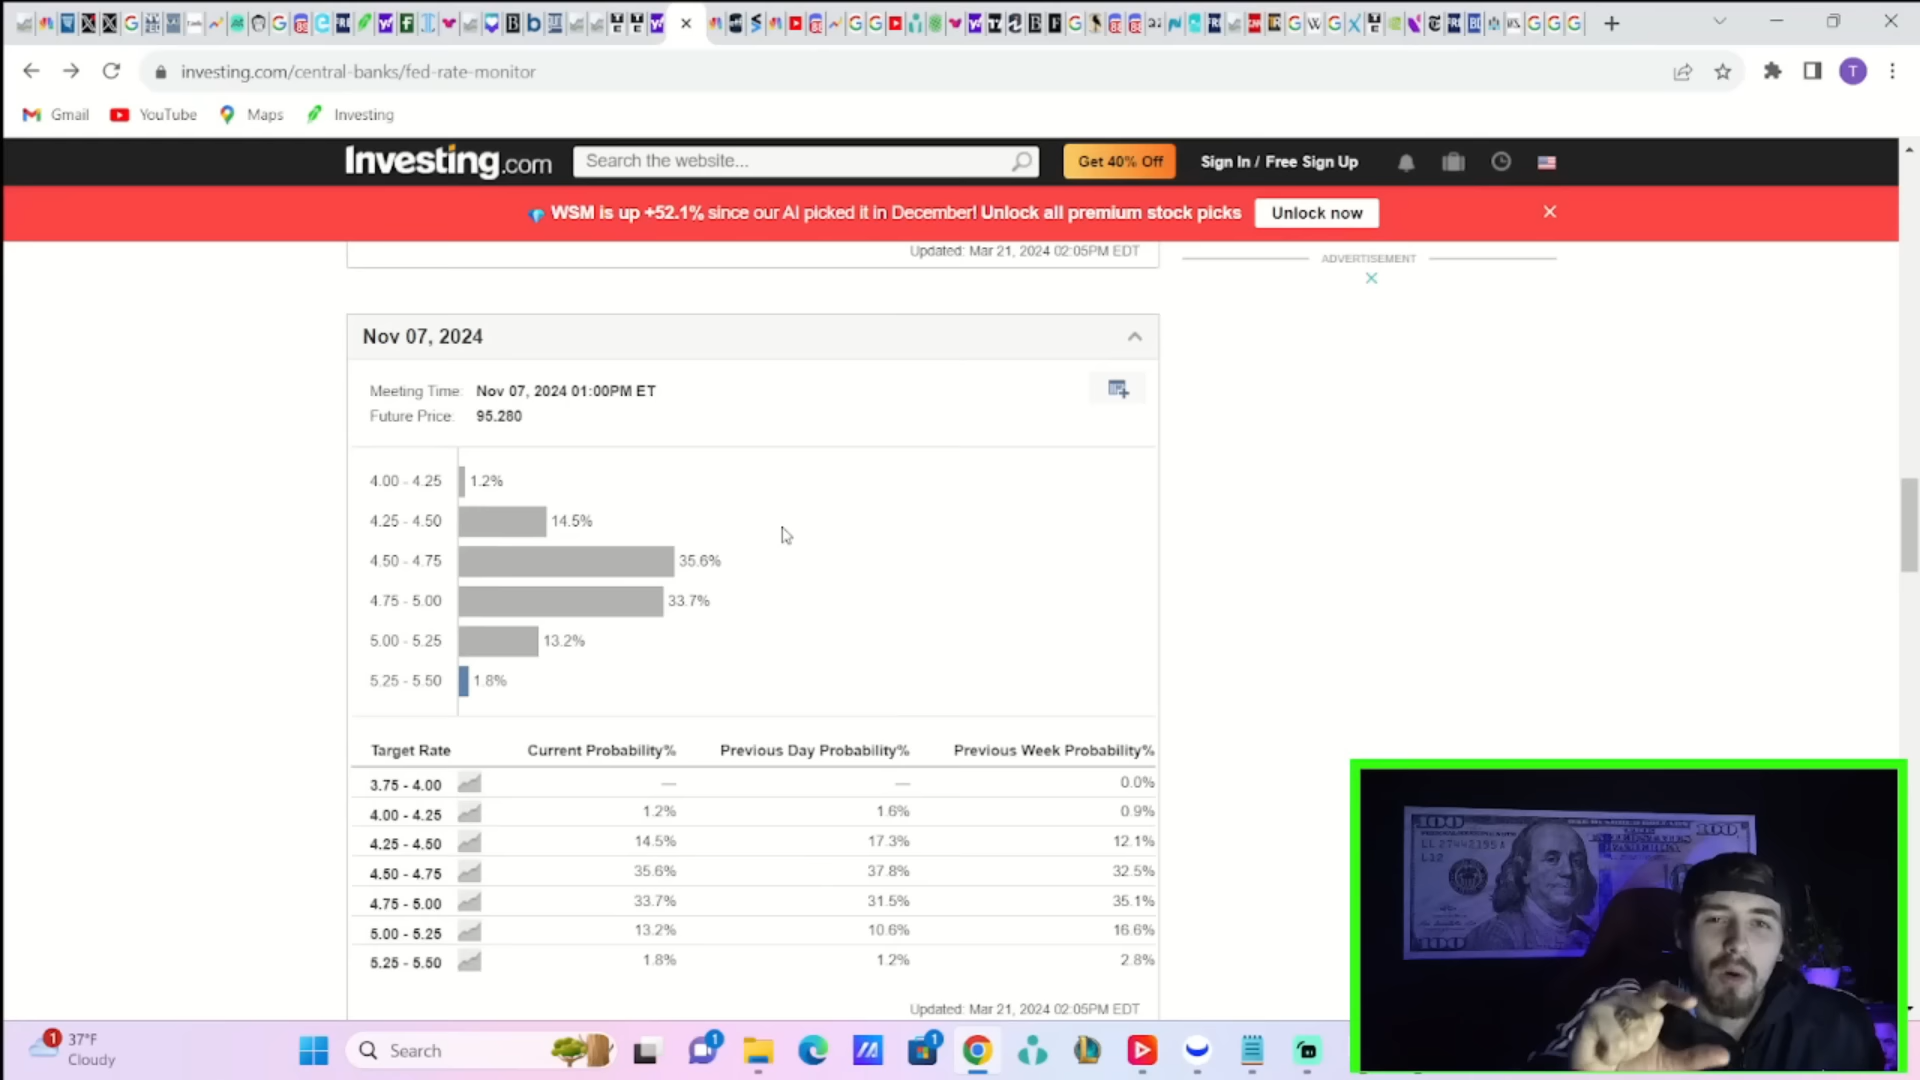 investing.com/central-banks/fed-rate-monitor
T
Gmail YouTube Maps Investing
Investing.com Search the website... Get 40% Off Sign In / Free Sign Up
WSM is up +52.1% since our AI picked it in December! Unlock all premium stock picks Unlock now
Updated: Mar 21, 2024 02:05PM EDT
ADVERTISEMENT
Nov 07, 2024
Meeting Time: Nov 07, 2024 01:00PM ET
Future Price: 95.280
4.00 - 4.25 1.2%
4.25 - 4.50 14.5%
4.50 - 4.75 35.6%
4.75 - 5.00 33.7%
5.00 - 5.25 13.2%
5.25 - 5.50 1.8%
Target Rate Current Probability% Previous Day Probability% Previous Week Probability%
3.75 - 4.00 — — 0.0%
4.00 - 4.25 1.2% 1.6% 0.9%
4.25 - 4.50 14.5% 17.3% 12.1%
4.50 - 4.75 35.6% 37.8% 32.5%
4.75 - 5.00 33.7% 31.5% 35.1%
5.00 - 5.25 13.2% 10.6% 16.6%
5.25 - 5.50 1.8% 1.2% 2.8%
Updated: Mar 21, 2024 02:05PM EDT
100 100
100
1 37°F
Cloudy
Search
1
1